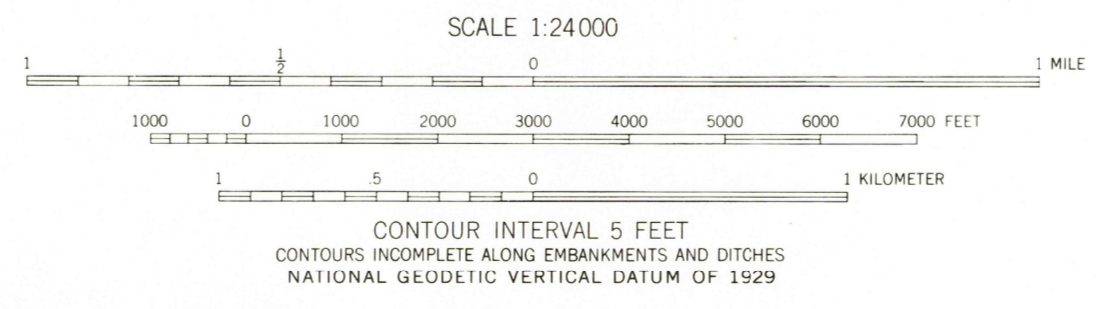 SCALE 1:24000
1 ½ 0 1 MILE
1000 0 1000 2000 3000 4000 5000 6000 7000 FEET
1 .5 0 1 KILOMETER
CONTOUR INTERVAL 5 FEET
CONTOURS INCOMPLETE ALONG EMBANKMENTS AND DITCHES
NATIONAL GEODETIC VERTICAL DATUM OF 1929